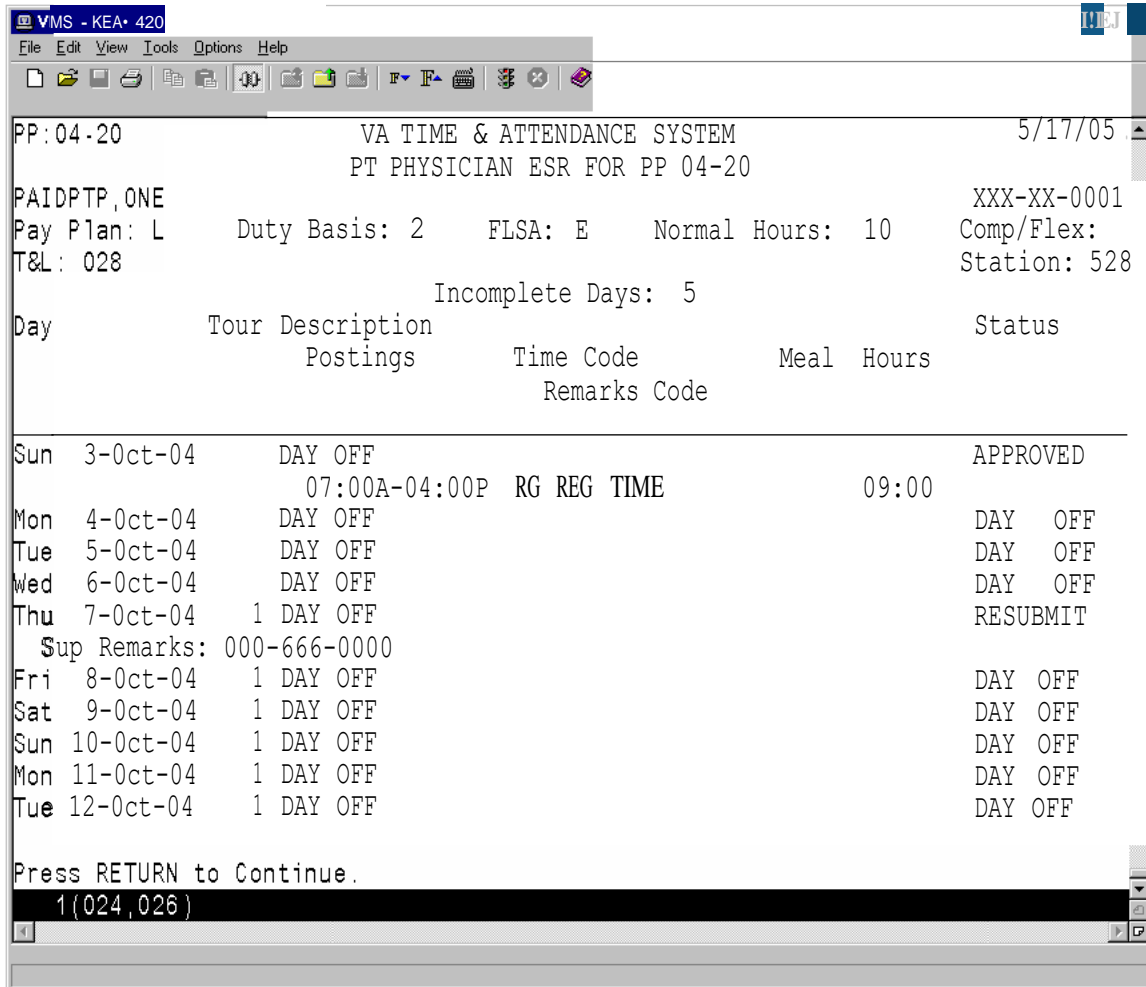 VMS - KEA• 420
File Edit View Tools Options Help
PP:04-20 VA TIME & ATTENDANCE SYSTEM 5/17/05
PT PHYSICIAN ESR FOR PP 04-20
PAIDPTP,ONE XXX-XX-0001
Pay Plan: L Duty Basis: 2 FLSA: E Normal Hours: 10 Comp/Flex:
T&L: 028 Station: 528
Incomplete Days: 5
Day Tour Description Status
Postings Time Code Meal Hours
Remarks Code
Sun 3-Oct-04 DAY OFF APPROVED
07:00A-04:00P RG REG TIME 09:00
Mon 4-Oct-04 DAY OFF DAY OFF
Tue 5-Oct-04 DAY OFF DAY OFF
Wed 6-Oct-04 DAY OFF DAY OFF
Thu 7-Oct-04 1 DAY OFF RESUBMIT
Sup Remarks: 000-666-0000
Fri 8-Oct-04 1 DAY OFF DAY OFF
Sat 9-Oct-04 1 DAY OFF DAY OFF
Sun 10-Oct-04 1 DAY OFF DAY OFF
Mon 11-Oct-04 1 DAY OFF DAY OFF
Tue 12-Oct-04 1 DAY OFF DAY OFF
Press RETURN to Continue.
1(024,026)